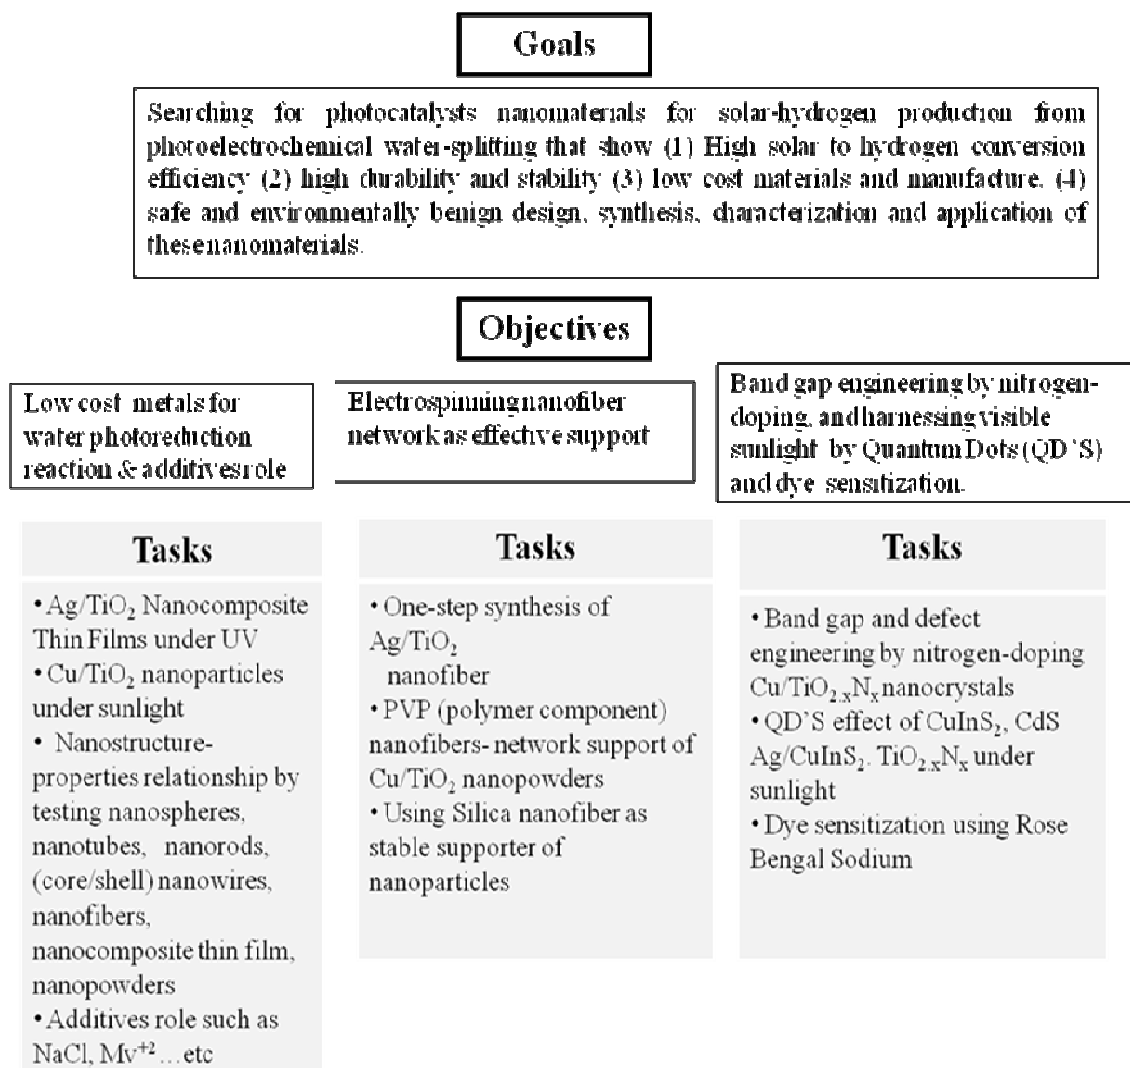 Goals
Searching for photocatalysts nanomaterials for solar-hydrogen production from
photoelectrochemical water-splitting that show (1) High solar to hydrogen conversion
efficiency (2) high durability and stability (3) low cost materials and manufacture. (4)
safe and environmentally benign design, synthesis, characterization and application of
these nanomaterials.
Objectives
Low cost metals for
water photoreduction
reaction & additives role
Electrospinning nanofiber
network as effective support
Band gap engineering by nitrogen-
doping, and harnessing visible
sunlight by Quantum Dots (QD'S)
and dye sensitization.
Tasks
• Ag/TiO₂ Nanocomposite
Thin Films under UV
• Cu/TiO₂ nanoparticles
under sunlight
• Nanostructure-
properties relationship by
testing nanospheres,
nanotubes, nanorods,
(core/shell) nanowires,
nanofibers,
nanocomposite thin film,
nanopowders
• Additives role such as
NaCl, Mv⁺² ...etc
Tasks
• One-step synthesis of
Ag/TiO₂
nanofiber
• PVP (polymer component)
nanofibers- network support of
Cu/TiO₂ nanopowders
• Using Silica nanofiber as
stable supporter of
nanoparticles
Tasks
• Band gap and defect
engineering by nitrogen-doping
Cu/TiO₂₋ₓNₓ nanocrystals
• QD'S effect of CuInS₂, CdS
Ag/CuInS₂. TiO₂₋ₓNₓ under
sunlight
• Dye sensitization using Rose
Bengal Sodium